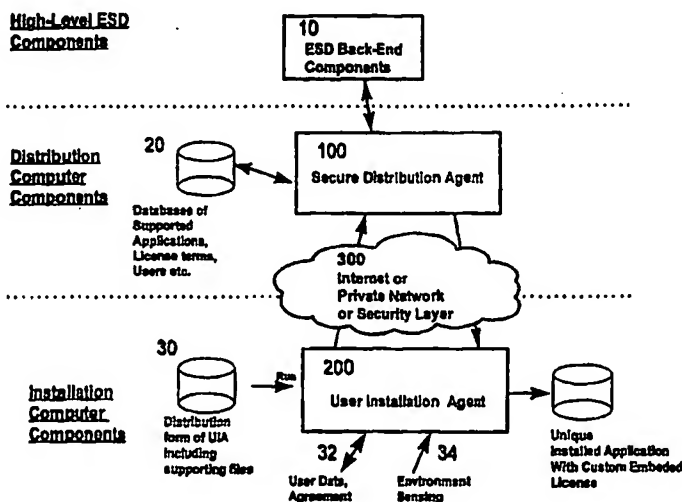 High-Level ESD
Components
10
ESD Back-End
Components
Distribution
Computer
Components
20
Databases of
Supported
Applications,
License terms,
Users etc.
100
Secure Distribution Agent
300
Internet or
Private Network
or Security Layer
Installation
Computer
Components
30
Distribution
form of UIA
including
supporting files
Run
200
User Installation Agent
32
User Data,
Agreement
34
Environment
Sensing
Unique
Installed Application
With Custom Embeded
License